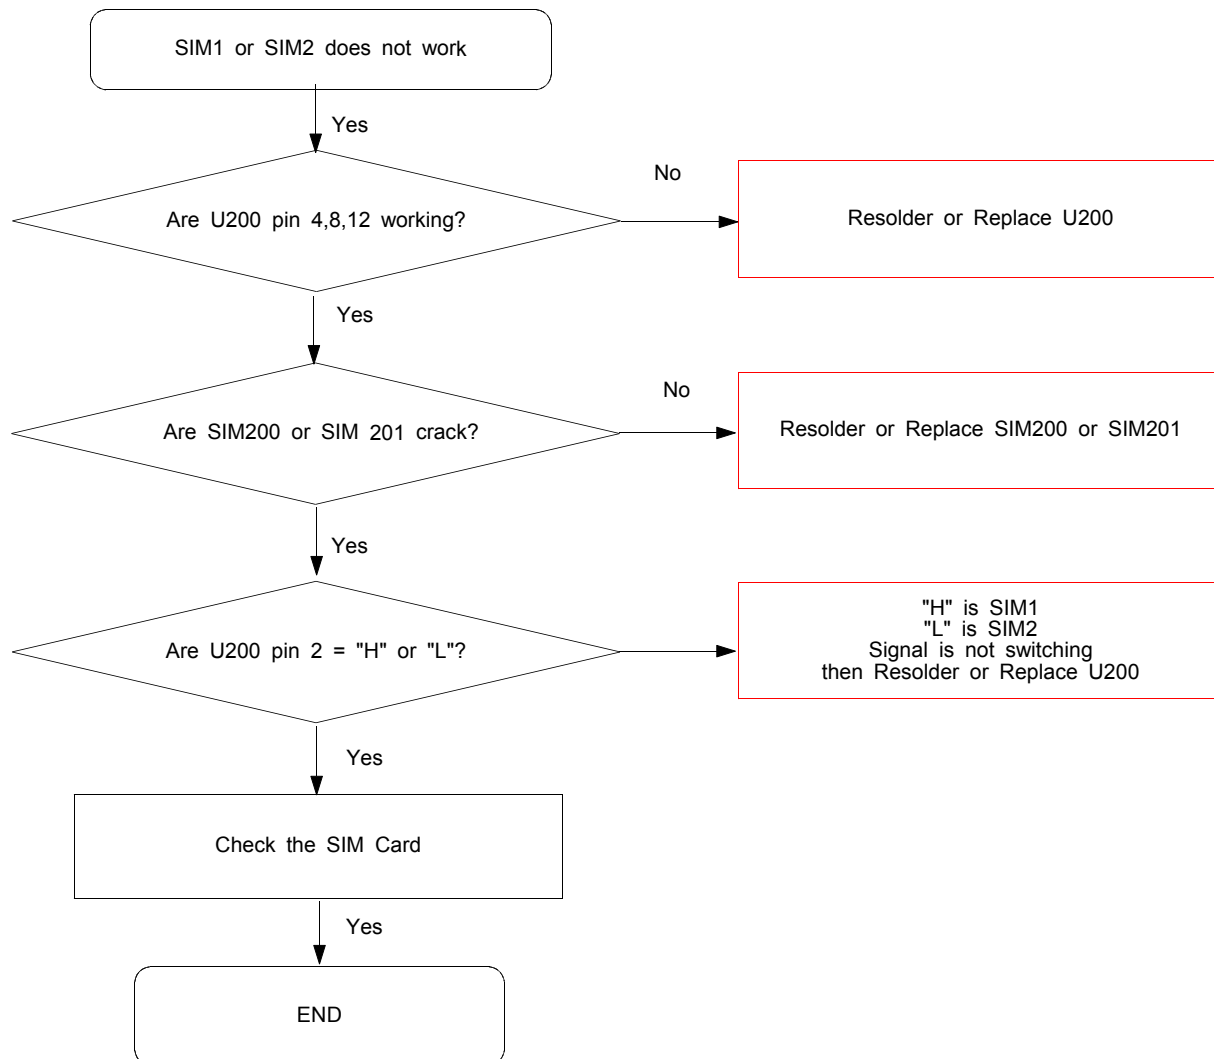 SIM1 or SIM2 does not work
Yes
Are U200 pin 4,8,12 working?
No
Resolder or Replace U200
Yes
Are SIM200 or SIM 201 crack?
No
Resolder or Replace SIM200 or SIM201
Yes
Are U200 pin 2 = "H" or "L"?
"H" is SIM1
"L" is SIM2
Signal is not switching
then Resolder or Replace U200
Yes
Check the SIM Card
Yes
END